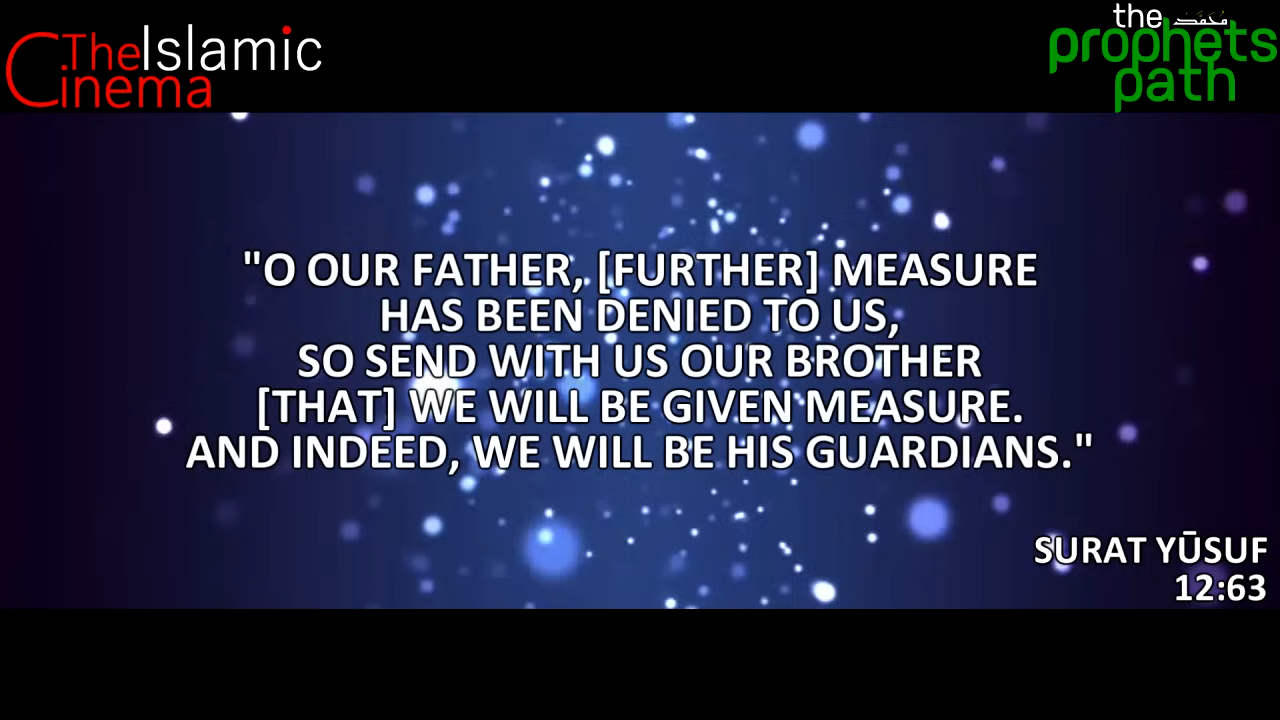 The Islamic
Cinema
the محمد
prophets
path
"O OUR FATHER, [FURTHER] MEASURE
HAS BEEN DENIED TO US,
SO SEND WITH US OUR BROTHER
[THAT] WE WILL BE GIVEN MEASURE.
AND INDEED, WE WILL BE HIS GUARDIANS."
SURAT YŪSUF
12:63